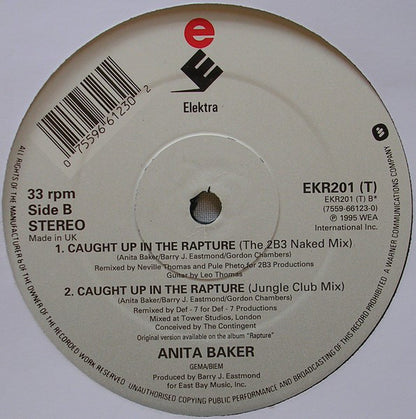 e
E
Elektra
0 75596 61230 2
33 rpm
Side B
STEREO
Made in UK
EKR201 (T)
EKR201 (T) B*
(7559-66123-0)
℗ 1995 WEA
International Inc.
1. CAUGHT UP IN THE RAPTURE (The 2B3 Naked Mix)
(Anita Baker/Barry J. Eastmond/Gordon Chambers)
Remixed by Neville Thomas and Pule Pheto for 2B3 Productions
Guitar by Leo Thomas
2. CAUGHT UP IN THE RAPTURE (Jungle Club Mix)
(Anita Baker/Barry J. Eastmond/Gordon Chambers)
Remixed by Def - 7 for Def - 7 Productions
Mixed at Tower Studios, London
Conceived by The Contingent
Original version available on the album "Rapture"
ANITA BAKER
GEMA/BIEM
Produced by Barry J. Eastmond
for East Bay Music, Inc.
ALL RIGHTS OF THE MANUFACTURER & OF THE OWNER OF THE RECORDED WORK RESERVED. UNAUTHORISED COPYING PUBLIC PERFORMANCE AND BROADCASTING OF THIS RECORD PROHIBITED. A WARNER COMMUNICATIONS COMPANY